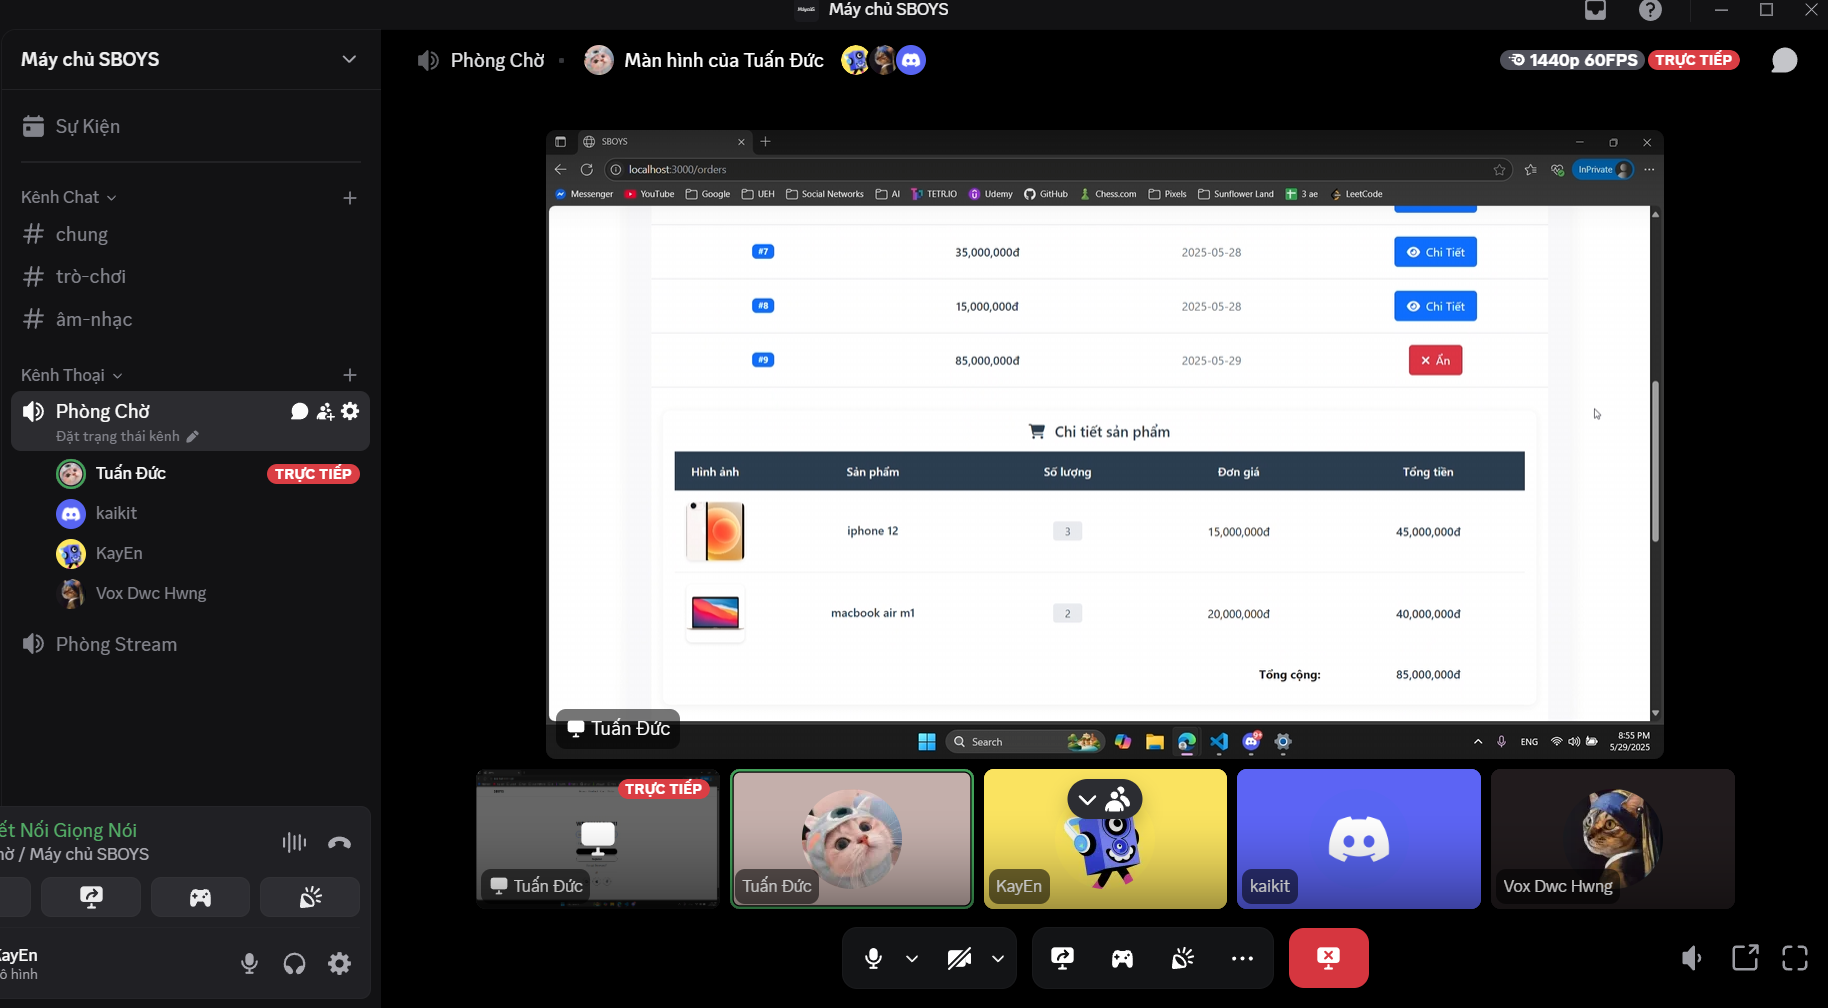 Máy chủ SBOYS
Máy chủ SBOYS
Phòng Chờ
Màn hình của Tuấn Đức
1440p 60FPS
TRỰC TIẾP
Sự Kiện
Kênh Chat
chung
trò-chơi
âm-nhạc
Kênh Thoại
Phòng Chờ
Đặt trạng thái kênh
Tuấn Đức
TRỰC TIẾP
kaikit
KayEn
Vox Dwc Hwng
Phòng Stream
ết Nối Giọng Nói
hờ / Máy chủ SBOYS
KayEn
ô hình
SBOYS
localhost:3000/orders
InPrivate
Messenger YouTube Google UEH Social Networks AI TETR.IO Udemy GitHub Chess.com Pixels Sunflower Land 3 ae LeetCode
#7 35,000,000đ 2025-05-28 Chi Tiết
#8 15,000,000đ 2025-05-28 Chi Tiết
#9 85,000,000đ 2025-05-29 Ẩn
Chi tiết sản phẩm
Hình ảnh Sản phẩm Số lượng Đơn giá Tổng tiền
iphone 12 3 15,000,000đ 45,000,000đ
macbook air m1 2 20,000,000đ 40,000,000đ
Tổng cộng: 85,000,000đ
Tuấn Đức
Search
ENG
8:55 PM
5/29/2025
TRỰC TIẾP
Tuấn Đức
Tuấn Đức
KayEn
kaikit
Vox Dwc Hwng